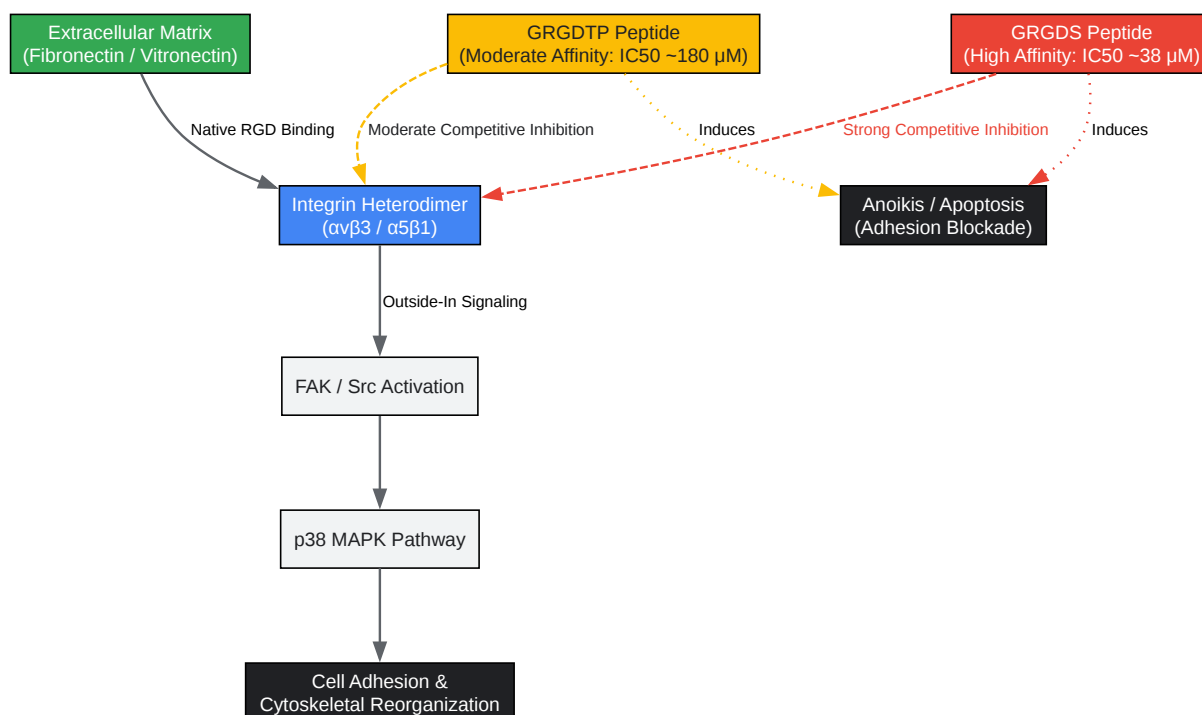 Extracellular Matrix
(Fibronectin / Vitronectin)
GRGDTP Peptide
(Moderate Affinity: IC50 ~180 μM)
GRGDS Peptide
(High Affinity: IC50 ~38 μM)
Native RGD Binding
Moderate Competitive Inhibition
Induces
Strong Competitive Inhibition
Induces
Integrin Heterodimer
(αvβ3 / α5β1)
Anoikis / Apoptosis
(Adhesion Blockade)
Outside-In Signaling
FAK / Src Activation
p38 MAPK Pathway
Cell Adhesion &
Cytoskeletal Reorganization